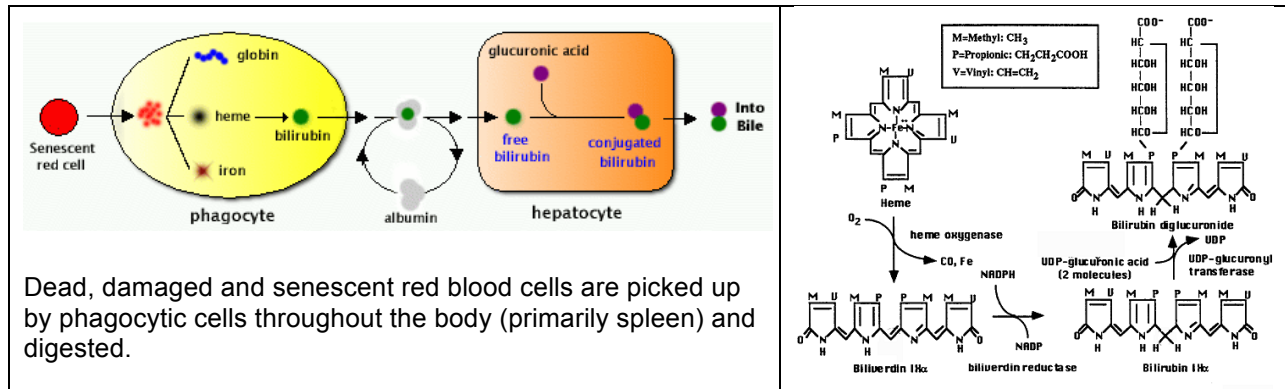 globin
glucuronic acid
Senescent
red cell
heme
bilirubin
iron
phagocyte
albumin
free
bilirubin
conjugated
bilirubin
hepatocyte
Into
Bile
Dead, damaged and senescent red blood cells are picked up
by phagocytic cells throughout the body (primarily spleen) and
digested.
M=Methyl: CH3
P=Propionic: CH2CH2COOH
V=Vinyl: CH=CH2
COO⁻ COO⁻
HC HC
HCOH HCOH
HCOH HCOH
HCOH HCOH
HCO HCO
M V
M M
N
N Fe N
N
P V
P M
Heme
M V M P P M M V
O N H N H H H N N H O
Bilirubin diglucuronide
O2
heme oxygenase
CO, Fe
NADPH
UDP
UDP-glucuronic acid
(2 molecules)
UDP-glucuronyl
transferase
M V M P P M M V
O N H N H N N H O
Biliverdin IXα
NADP
biliverdin reductase
M V M P P M M V
O N H N H H H N N H O
Bilirubin IXα